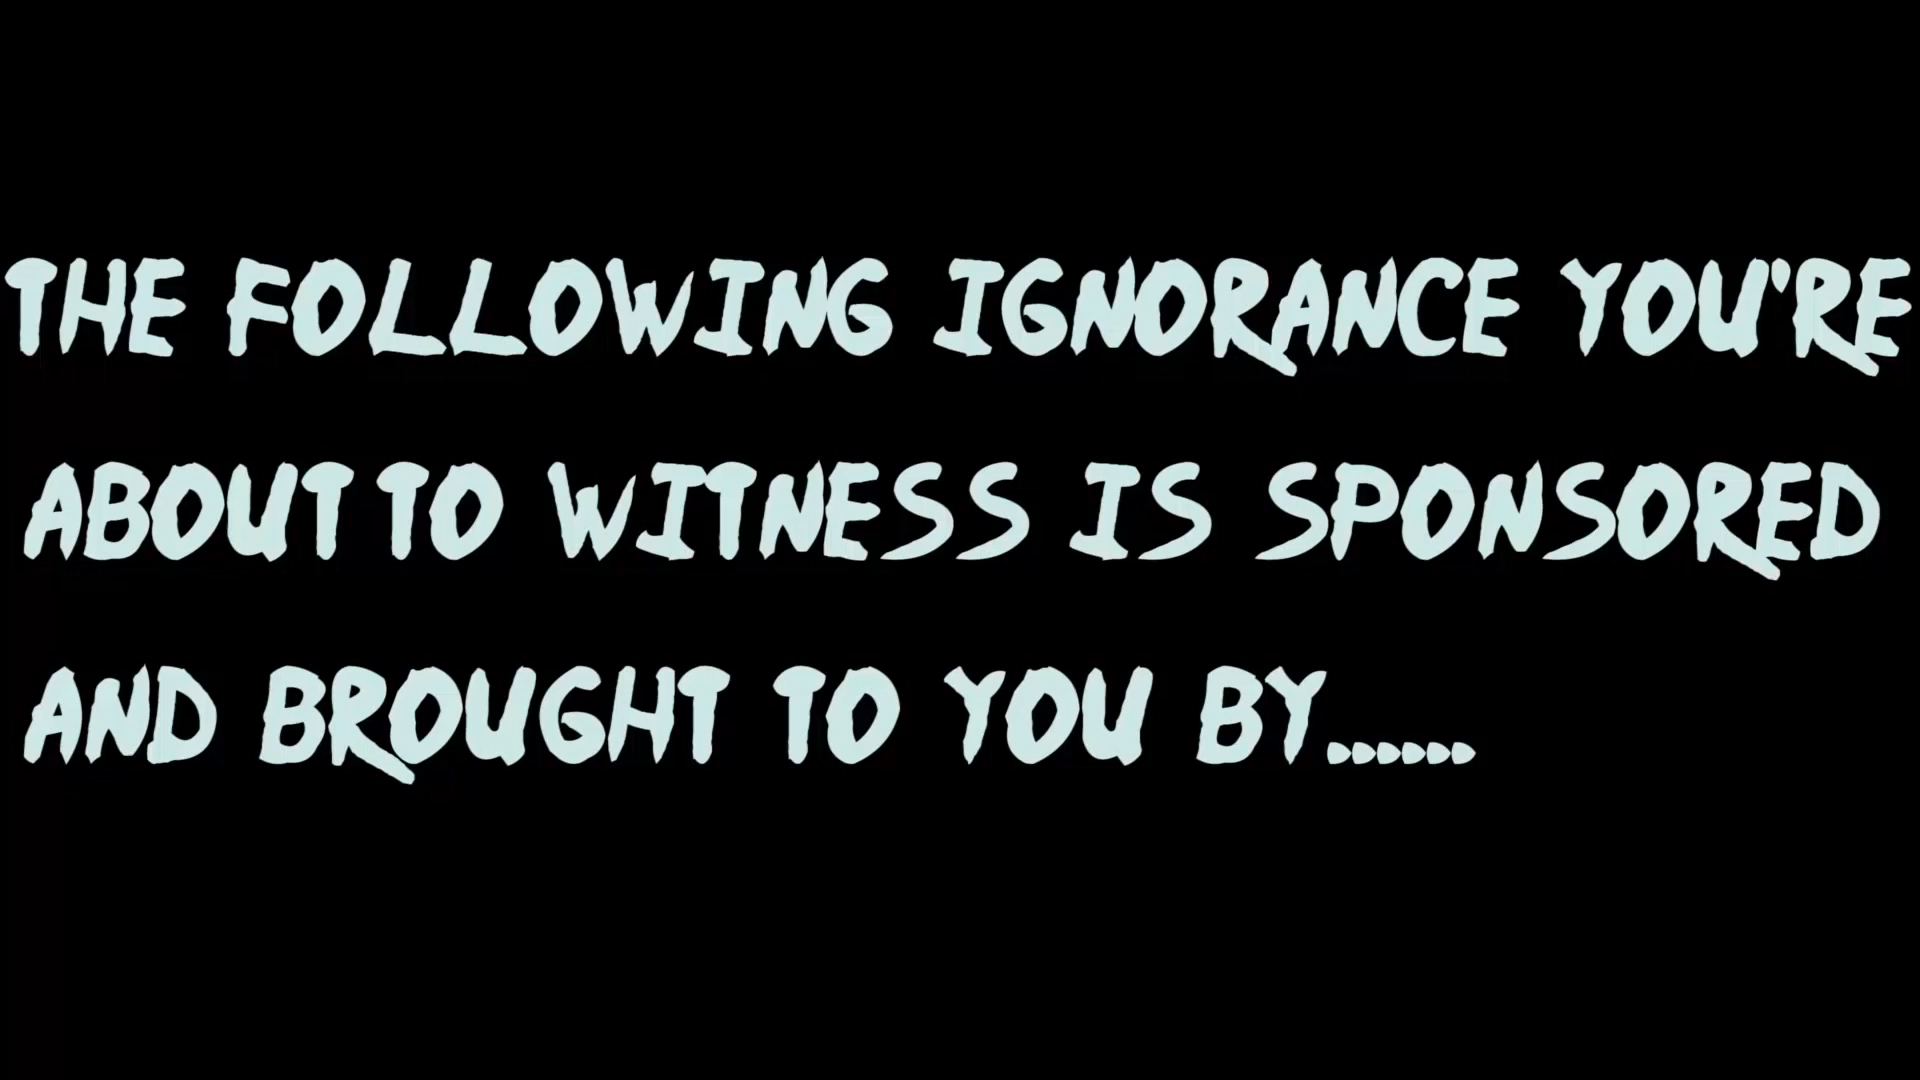 THE FOLLOWING IGNORANCE YOU'RE
ABOUT TO WITNESS IS SPONSORED
AND BROUGHT TO YOU BY......